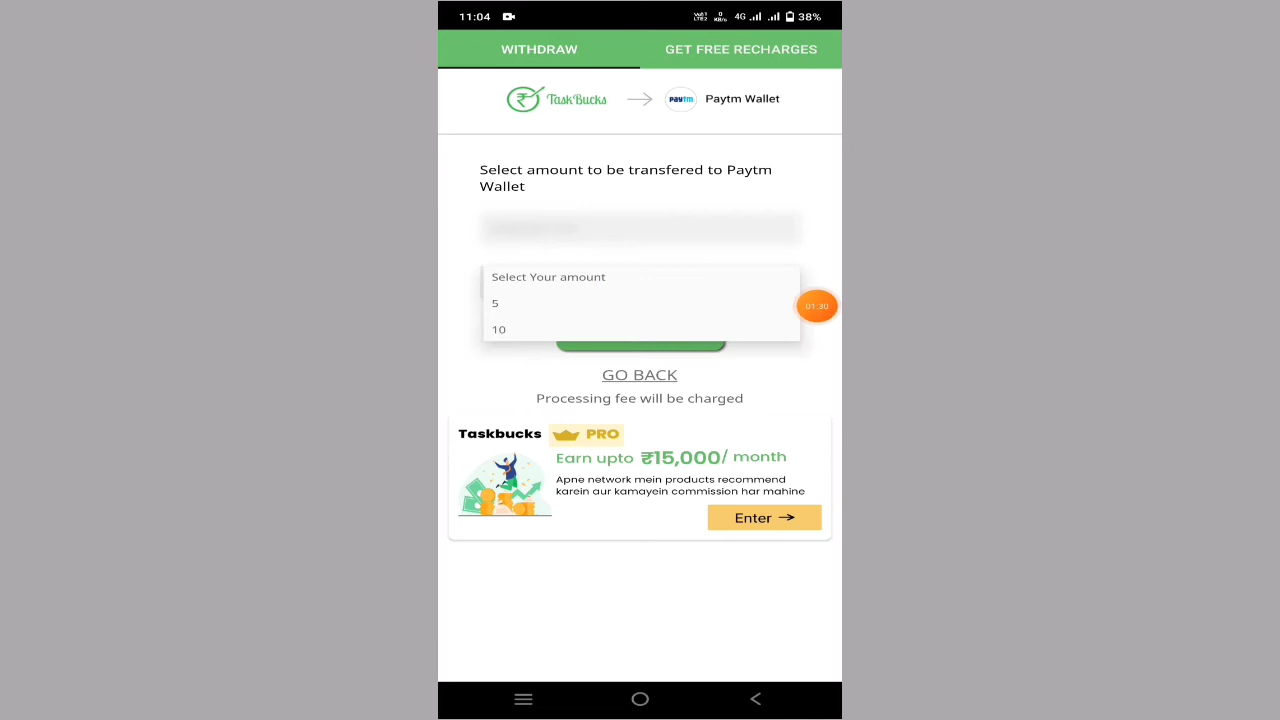 11:04 4G 38%
WITHDRAW GET FREE RECHARGES
TaskBucks Paytm Paytm Wallet
Select amount to be transfered to Paytm
Wallet
Select Your amount
5
10
01:30
GO BACK
Processing fee will be charged
Taskbucks PRO
Earn upto ₹15,000/ month
Apne network mein products recommend
karein aur kamayein commission har mahine
Enter